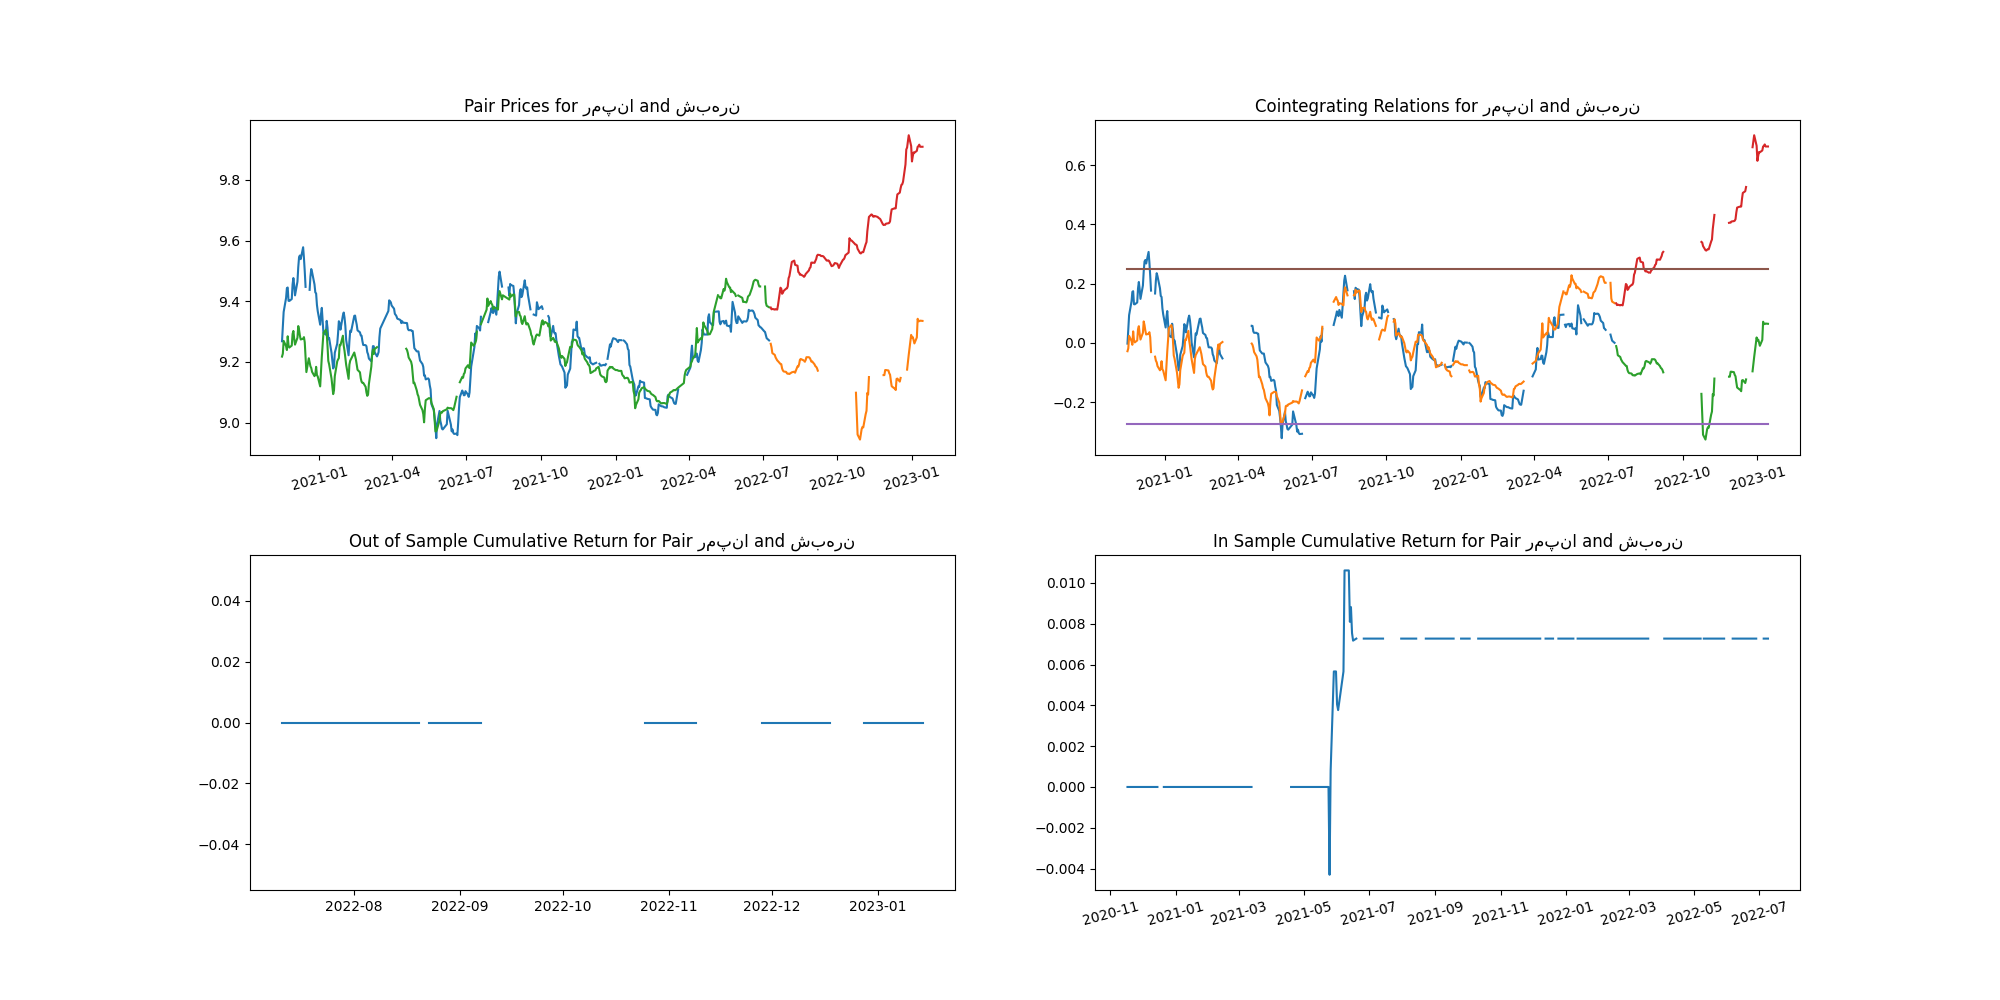 Pair Prices for رمپنا and شبهرن
9.8
9.6
9.4
9.2
9.0
2021-01 2021-04 2021-07 2021-10 2022-01 2022-04 2022-07 2022-10 2023-01
Cointegrating Relations for رمپنا and شبهرن
0.6
0.4
0.2
0.0
−0.2
2021-01 2021-04 2021-07 2021-10 2022-01 2022-04 2022-07 2022-10 2023-01
Out of Sample Cumulative Return for Pair رمپنا and شبهرن
0.04
0.02
0.00
−0.02
−0.04
2022-08 2022-09 2022-10 2022-11 2022-12 2023-01
In Sample Cumulative Return for Pair رمپنا and شبهرن
0.010
0.008
0.006
0.004
0.002
0.000
−0.002
−0.004
2020-11 2021-01 2021-03 2021-05 2021-07 2021-09 2021-11 2022-01 2022-03 2022-05 2022-07